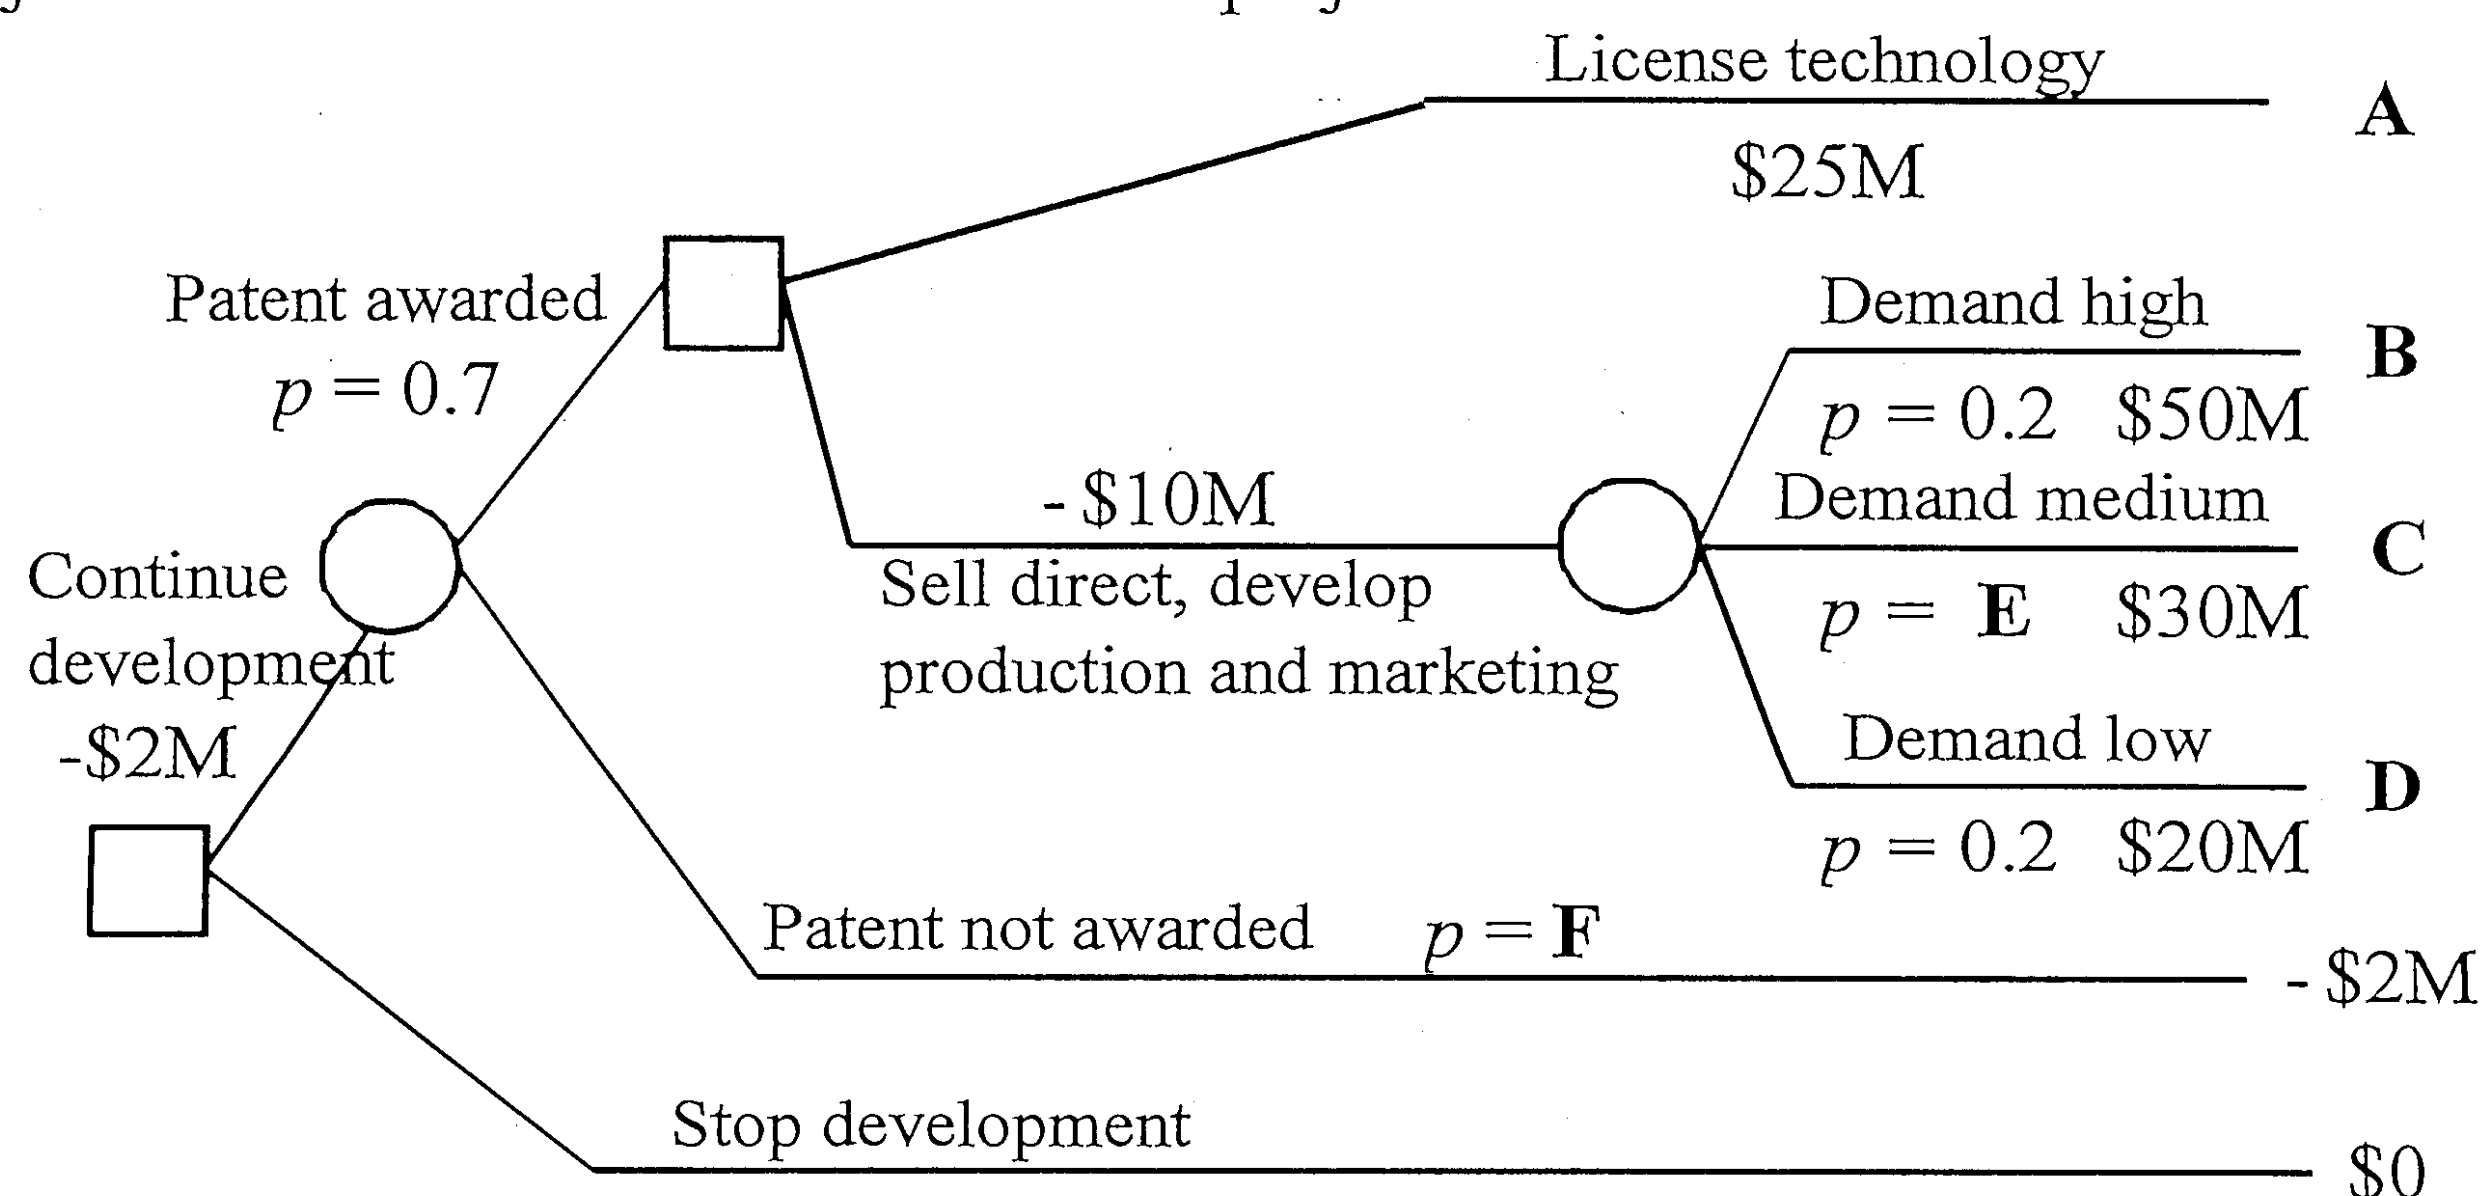 License technology
A
$25M
Patent awarded
p = 0.7
Demand high
B
p = 0.2 $50M
- $10M
Demand medium
C
Continue
development
-$2M
Sell direct, develop
production and marketing
p = E $30M
Demand low
D
p = 0.2 $20M
Patent not awarded p = F
- $2M
Stop development
$0